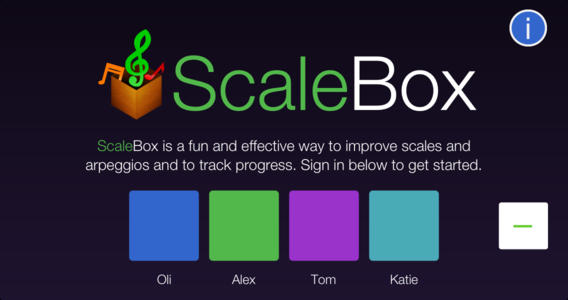 i
ScaleBox
ScaleBox is a fun and effective way to improve scales and
arpeggios and to track progress. Sign in below to get started.
Oli Alex Tom Katie